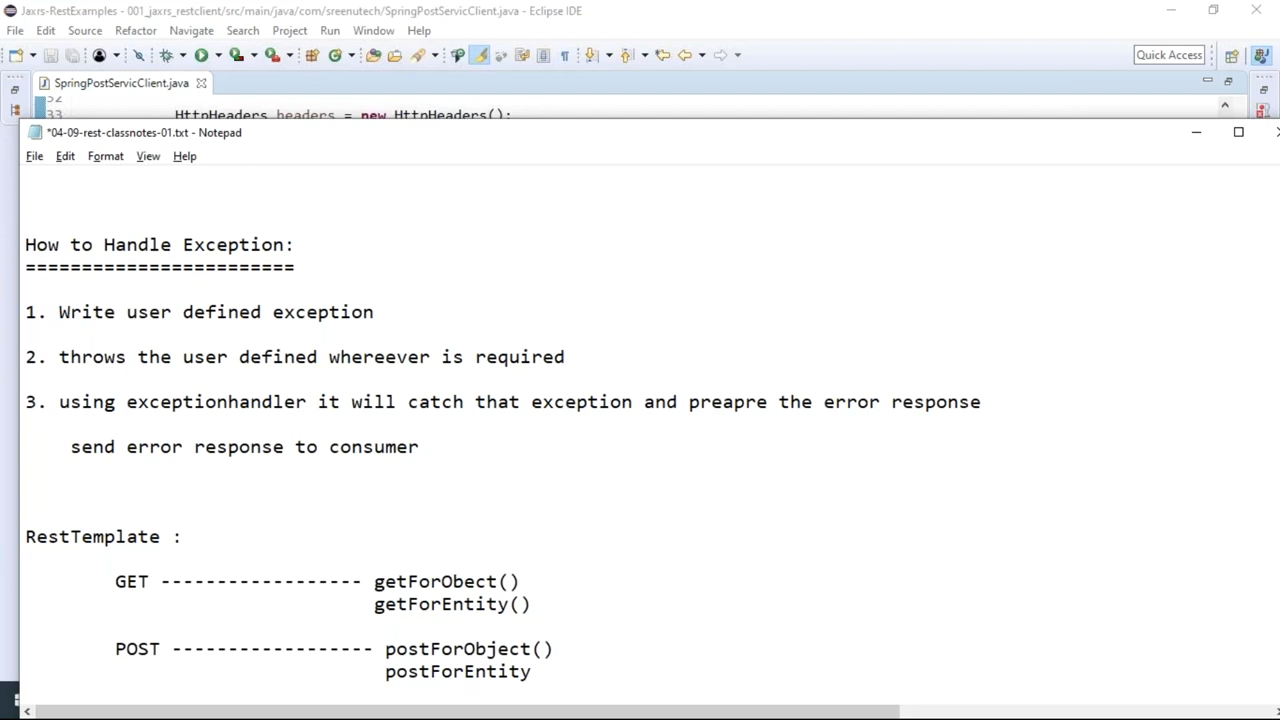 Jaxrs-RestExamples - 001_jaxrs_restclient/src/main/java/com/sreenutech/SpringPostServicClient.java - Eclipse IDE
File Edit Source Refactor Navigate Search Project Run Window Help
Quick Access
SpringPostServicClient.java
33 HttpHeaders headers = new HttpHeaders();
*04-09-rest-classnotes-01.txt - Notepad
File Edit Format View Help
How to Handle Exception:
========================
1. Write user defined exception
2. throws the user defined whereever is required
3. using exceptionhandler it will catch that exception and preapre the error response
send error response to consumer
RestTemplate :
GET ------------------ getForObect()
getForEntity()
POST ------------------ postForObject()
postForEntity